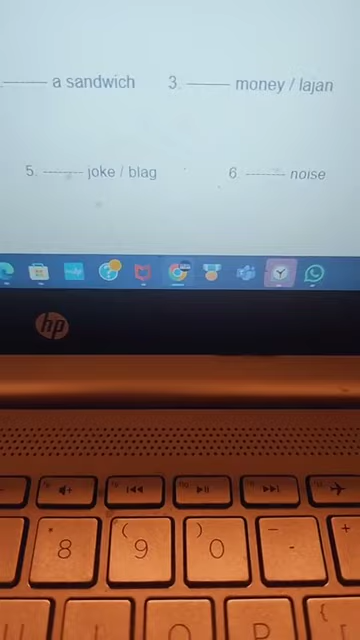 ------- a sandwich 3. ------- money / lajan
5. ------- joke / blag 6. ------- noise
hp
* 8 ( 9 ) 0 - - +
U I O P {